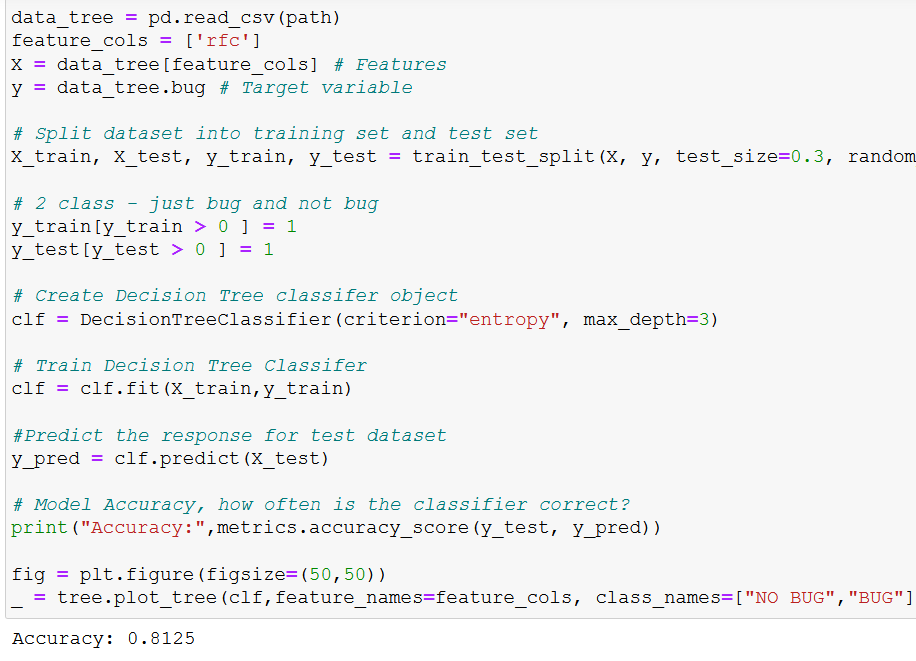 data_tree = pd.read_csv(path)
feature_cols = ['rfc']
X = data_tree[feature_cols] # Features
y = data_tree.bug # Target variable
# Split dataset into training set and test set
X_train, X_test, y_train, y_test = train_test_split(X, y, test_size=0.3, random
# 2 class - just bug and not bug
y_train[y_train > 0 ] = 1
y_test[y_test > 0 ] = 1
# Create Decision Tree classifer object
clf = DecisionTreeClassifier(criterion="entropy", max_depth=3)
# Train Decision Tree Classifer
clf = clf.fit(X_train,y_train)
#Predict the response for test dataset
y_pred = clf.predict(X_test)
# Model Accuracy, how often is the classifier correct?
print("Accuracy:",metrics.accuracy_score(y_test, y_pred))
fig = plt.figure(figsize=(50,50))
_ = tree.plot_tree(clf,feature_names=feature_cols, class_names=["NO BUG","BUG"]
Accuracy: 0.8125